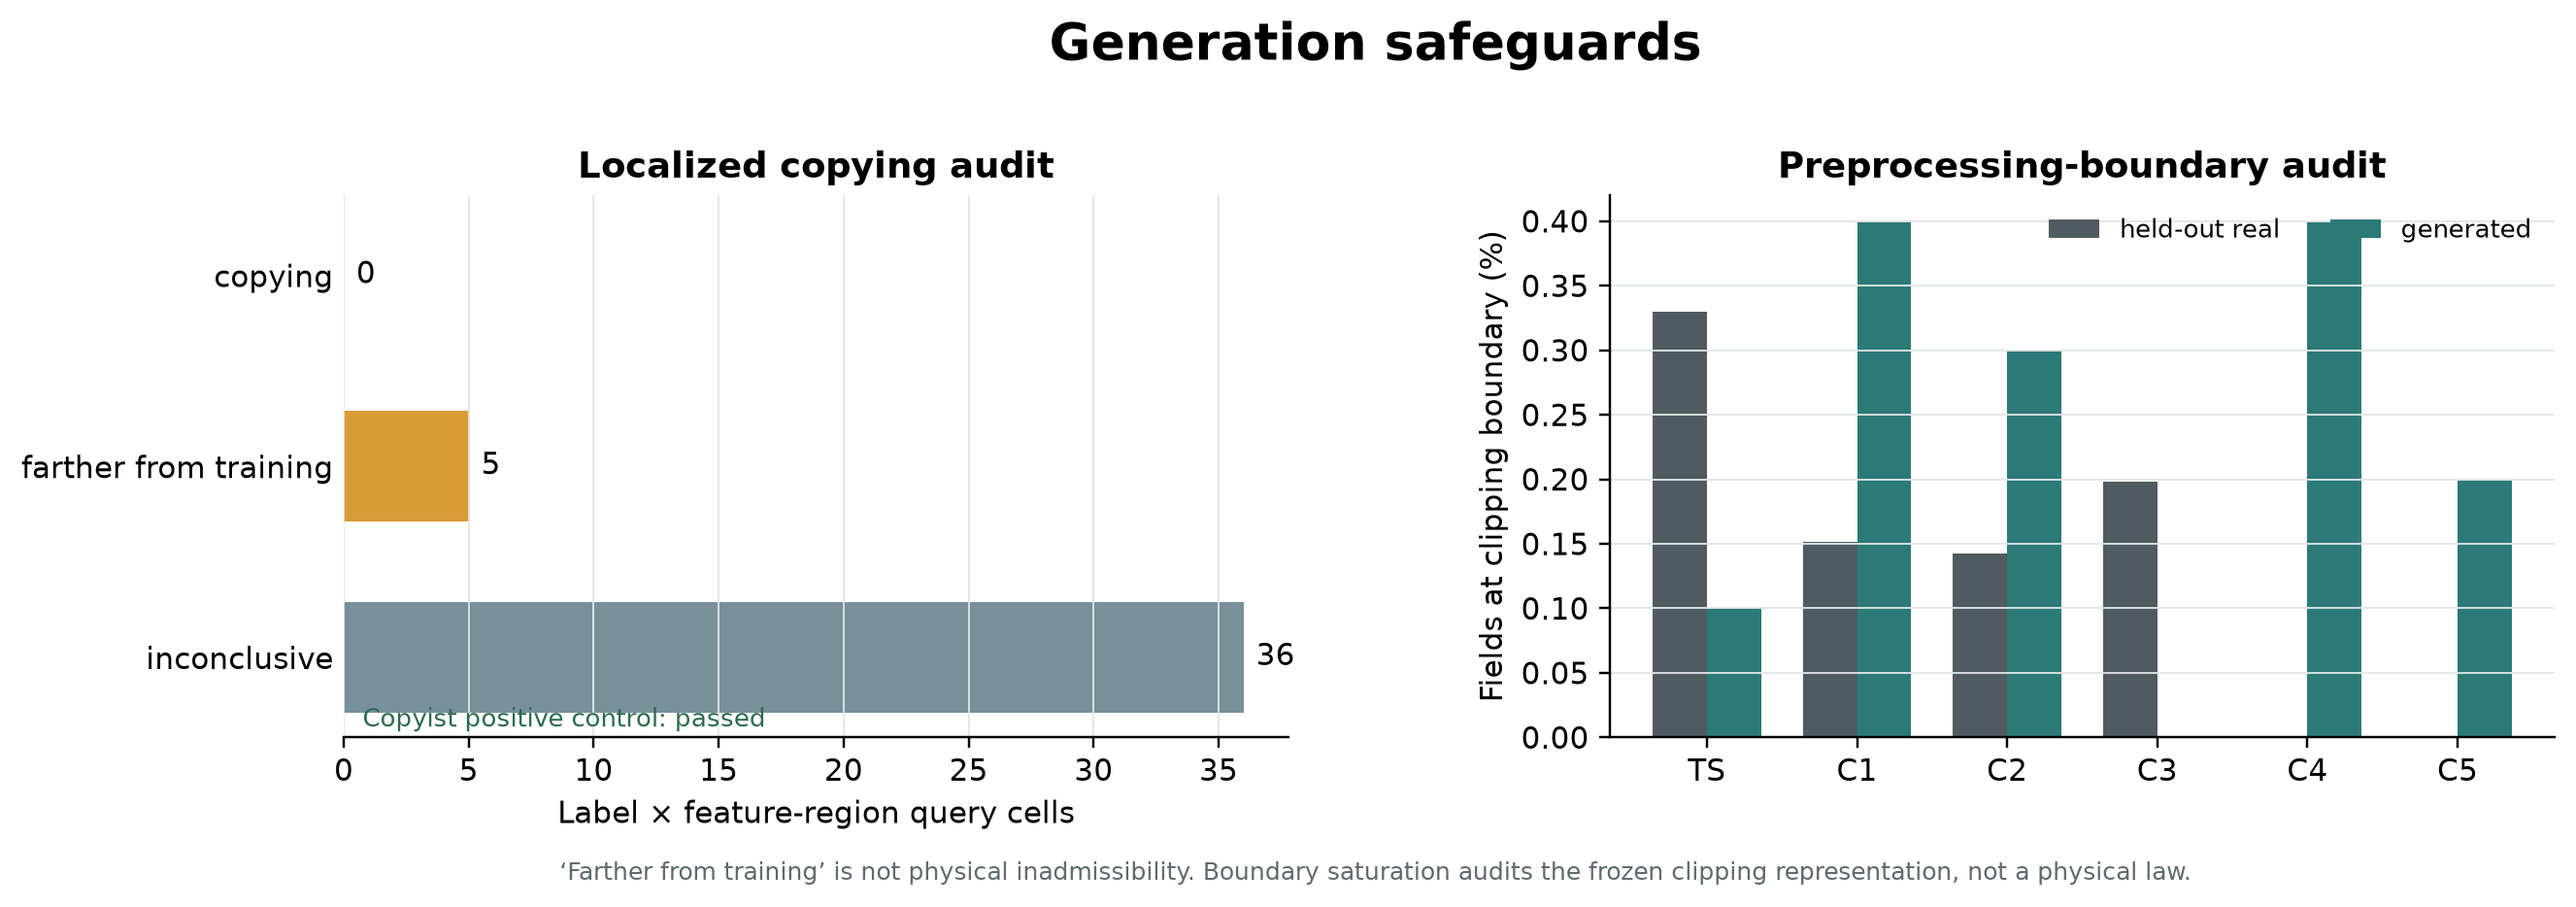 Generation safeguards
Localized copying audit
copying
0
farther from training
5
inconclusive
36
Copyist positive control: passed
0 5 10 15 20 25 30 35
Label × feature-region query cells
Preprocessing-boundary audit
held-out real
generated
Fields at clipping boundary (%)
0.40
0.35
0.30
0.25
0.20
0.15
0.10
0.05
0.00
TS C1 C2 C3 C4 C5
‘Farther from training’ is not physical inadmissibility. Boundary saturation audits the frozen clipping representation, not a physical law.